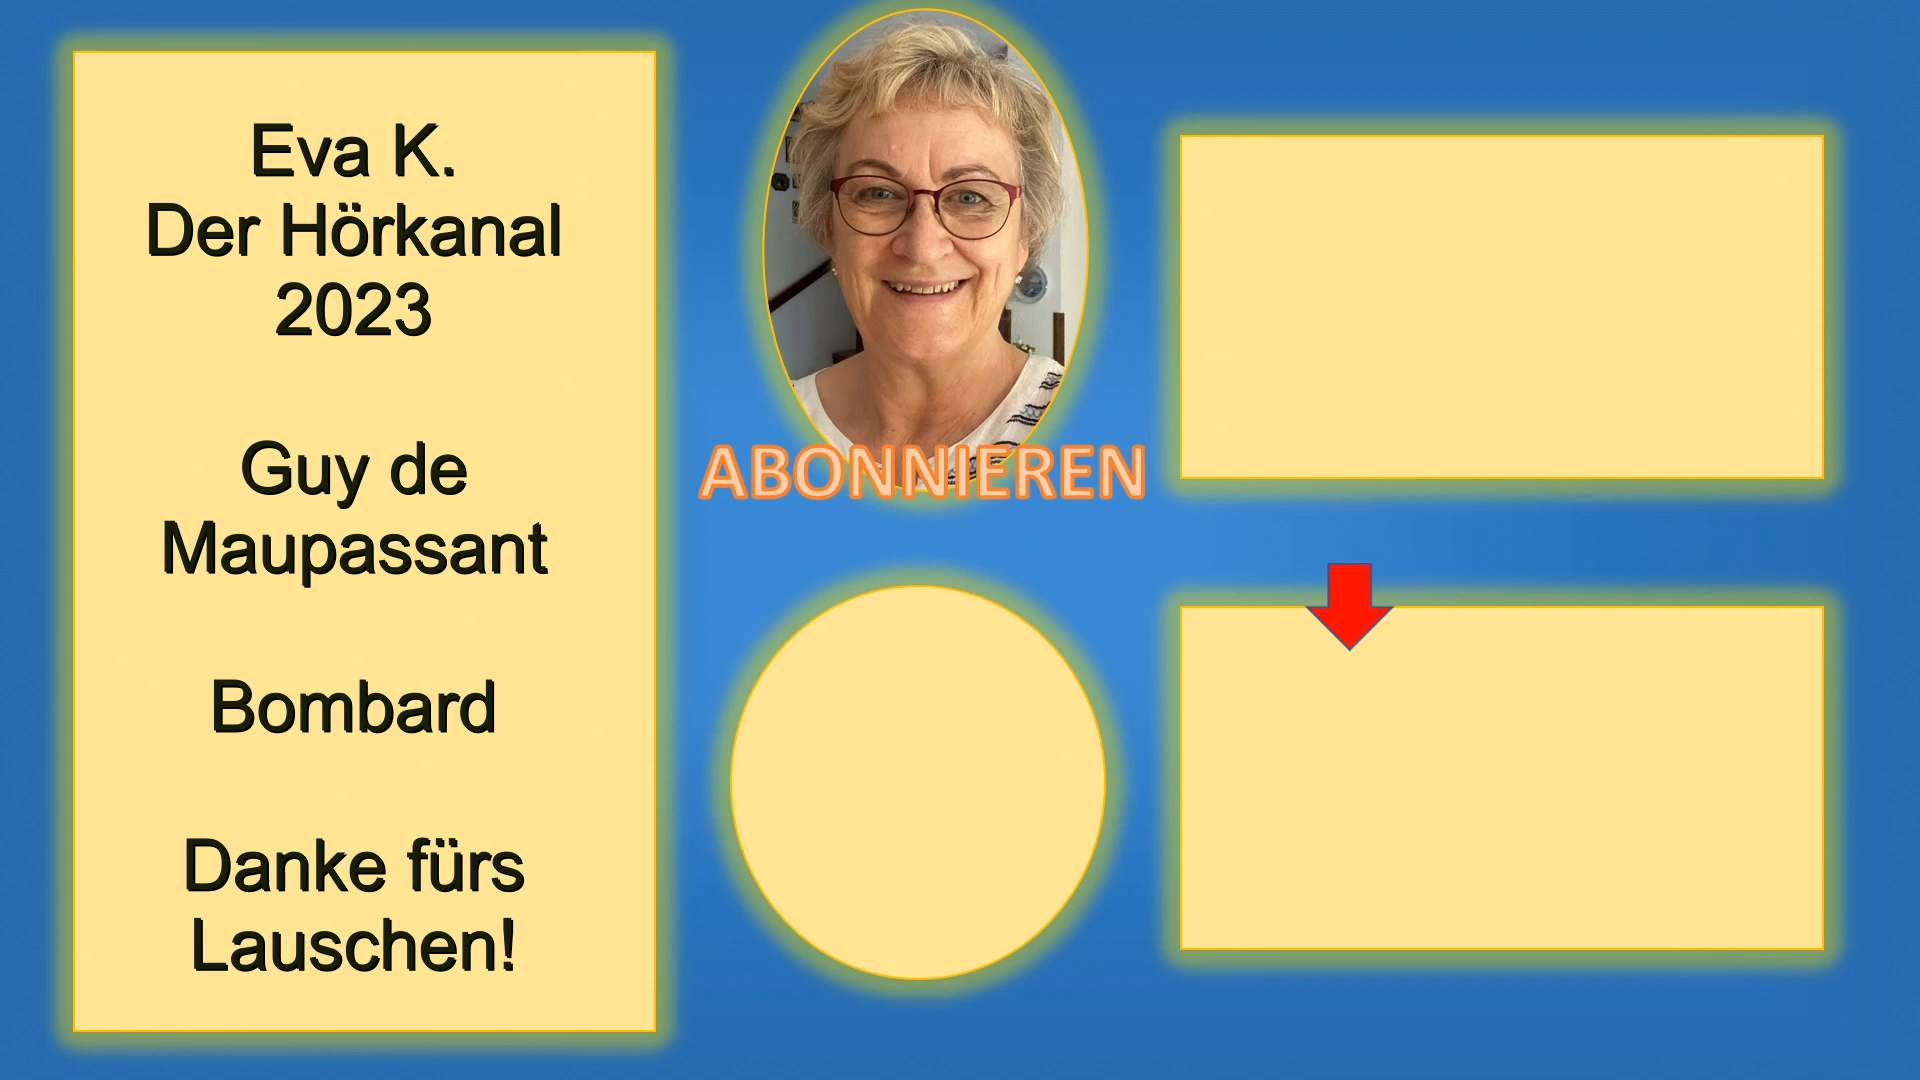 Eva K.
Der Hörkanal
2023
Guy de
Maupassant
Bombard
Danke fürs
Lauschen!
ABONNIEREN